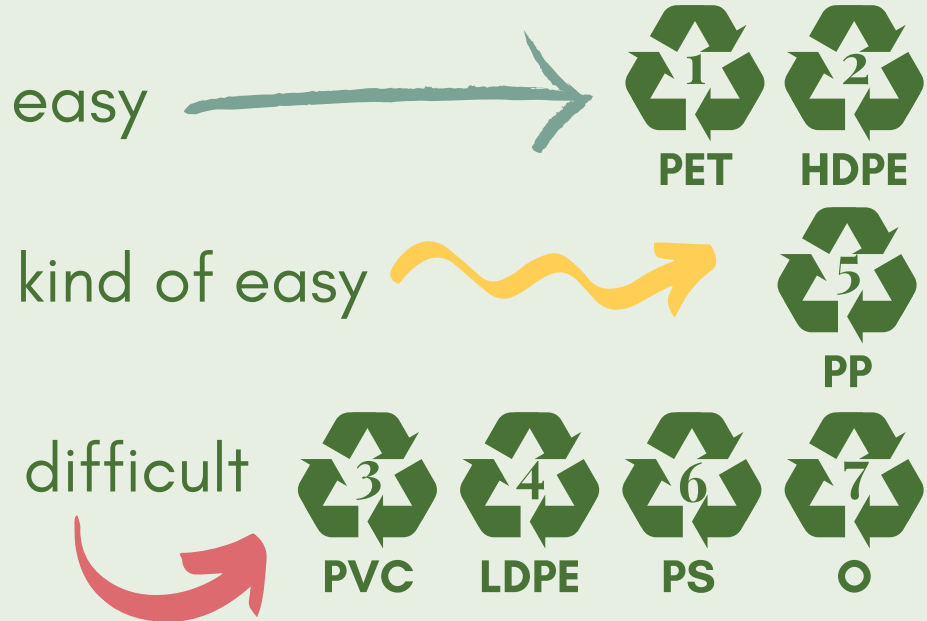 easy
1 2
PET HDPE
kind of easy
5
PP
difficult
3 4 6 7
PVC LDPE PS O